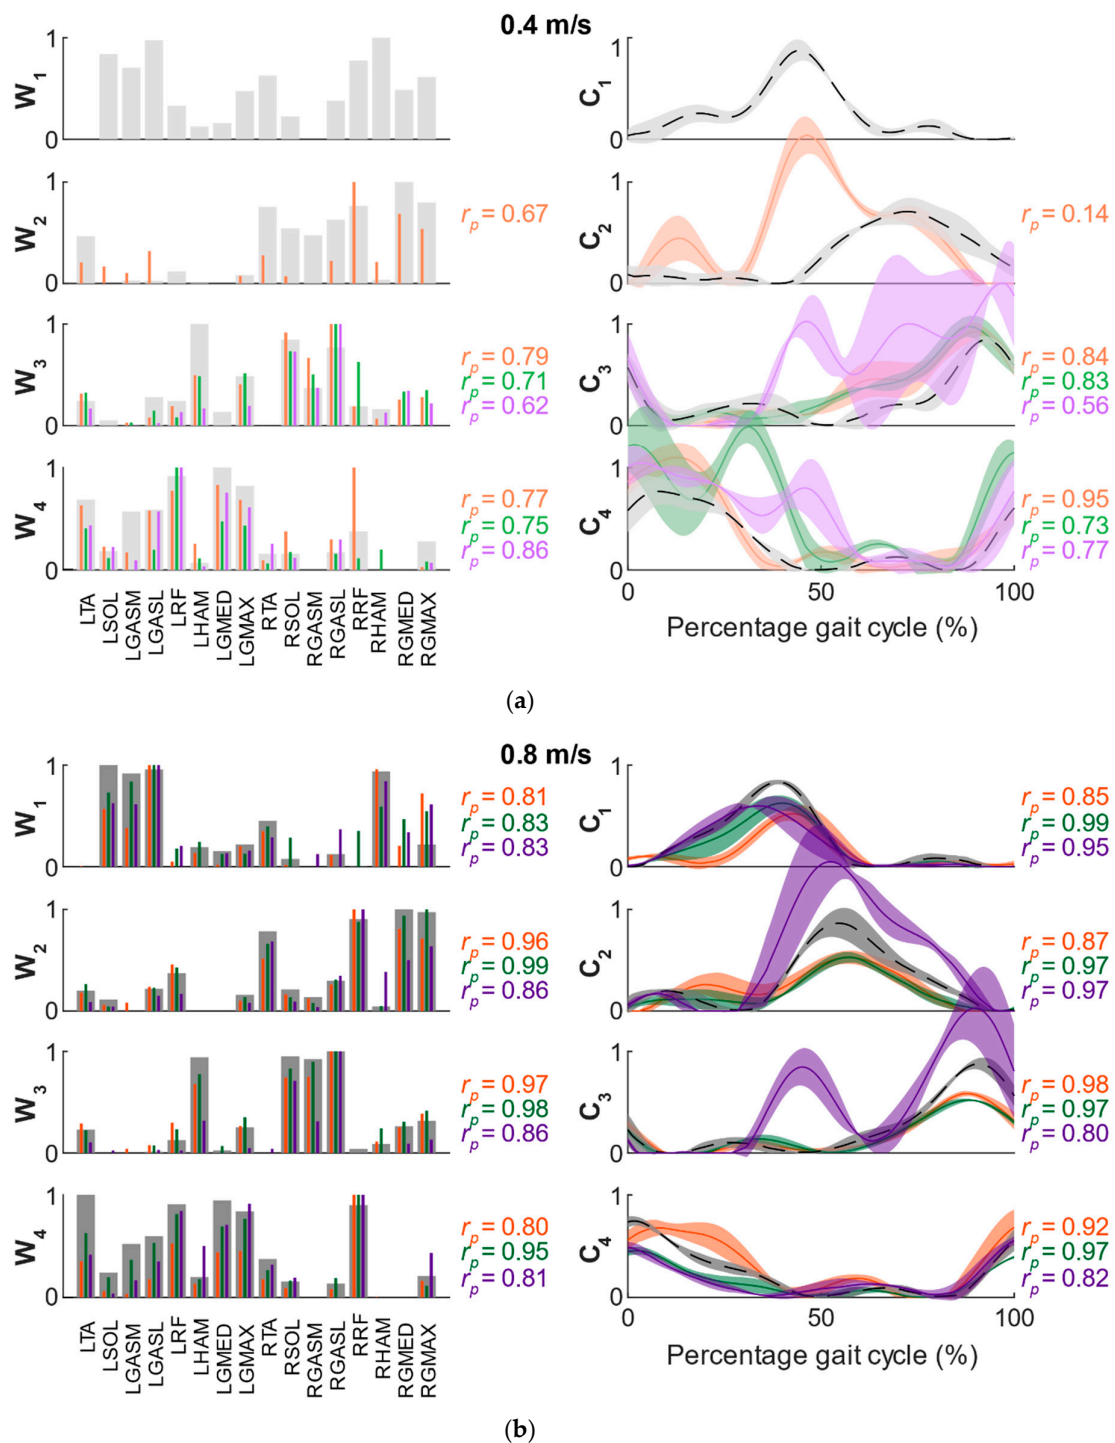 0.4 m/s
W1
1
0
C1
1
0
W2
1
0
rp = 0.67
C2
1
0
rp = 0.14
W3
1
0
rp = 0.79
rp = 0.71
rp = 0.62
C3
1
0
rp = 0.84
rp = 0.83
rp = 0.56
W4
1
0
rp = 0.77
rp = 0.75
rp = 0.86
C4
1
0
rp = 0.95
rp = 0.73
rp = 0.77
LTA
LSOL
LGASM
LGASL
LRF
LHAM
LGMED
LGMAX
RTA
RSOL
RGASM
RGASL
RRF
RHAM
RGMED
RGMAX
0 50 100
Percentage gait cycle (%)
(a)
0.8 m/s
W1
1
0
rp = 0.81
rp = 0.83
rp = 0.83
C1
1
0
rp = 0.85
rp = 0.99
rp = 0.95
W2
1
0
rp = 0.96
rp = 0.99
rp = 0.86
C2
1
0
rp = 0.87
rp = 0.97
rp = 0.97
W3
1
0
rp = 0.97
rp = 0.98
rp = 0.86
C3
1
0
rp = 0.98
rp = 0.97
rp = 0.80
W4
1
0
rp = 0.80
rp = 0.95
rp = 0.81
C4
1
0
rp = 0.92
rp = 0.97
rp = 0.82
LTA
LSOL
LGASM
LGASL
LRF
LHAM
LGMED
LGMAX
RTA
RSOL
RGASM
RGASL
RRF
RHAM
RGMED
RGMAX
0 50 100
Percentage gait cycle (%)
(b)